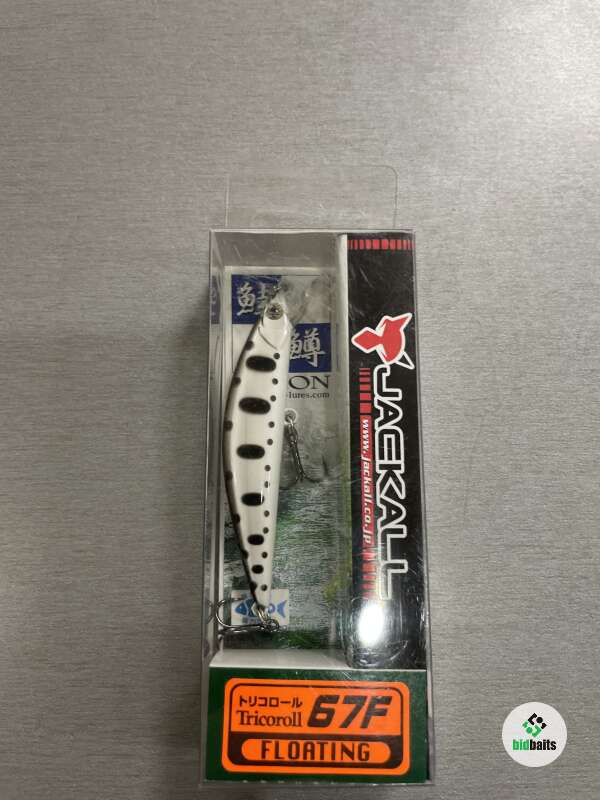 鱒
ON
-lures.com
JACKALL
www.jackall.co.jp
トリコロール
Tricoroll
67F
FLOATING
bidbaits